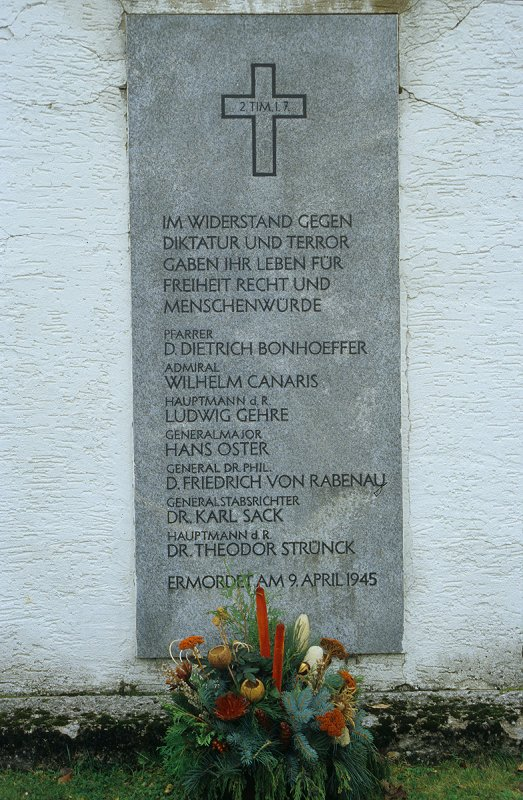 2. TIM. 1. 7.
IM WIDERSTAND GEGEN
DIKTATUR UND TERROR
GABEN IHR LEBEN FÜR
FREIHEIT RECHT UND
MENSCHENWÜRDE
PFARRER
D. DIETRICH BONHOEFFER
ADMIRAL
WILHELM CANARIS
HAUPTMANN d. R.
LUDWIG GEHRE
GENERALMAJOR
HANS OSTER
GENERAL DR. PHIL.
D. FRIEDRICH VON RABENAU
GENERALSTABSRICHTER
DR. KARL SACK
HAUPTMANN d. R.
DR. THEODOR STRÜNCK
ERMORDET AM 9. APRIL 1945